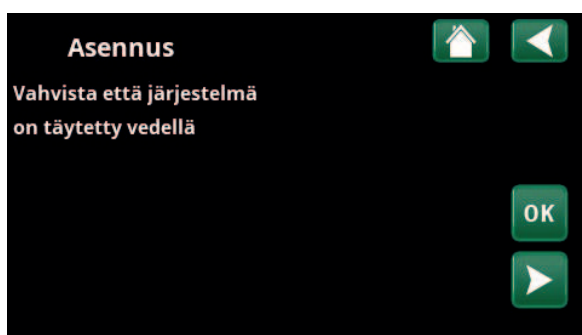 Asennus
Vahvista että järjestelmä
on täytetty vedellä
OK